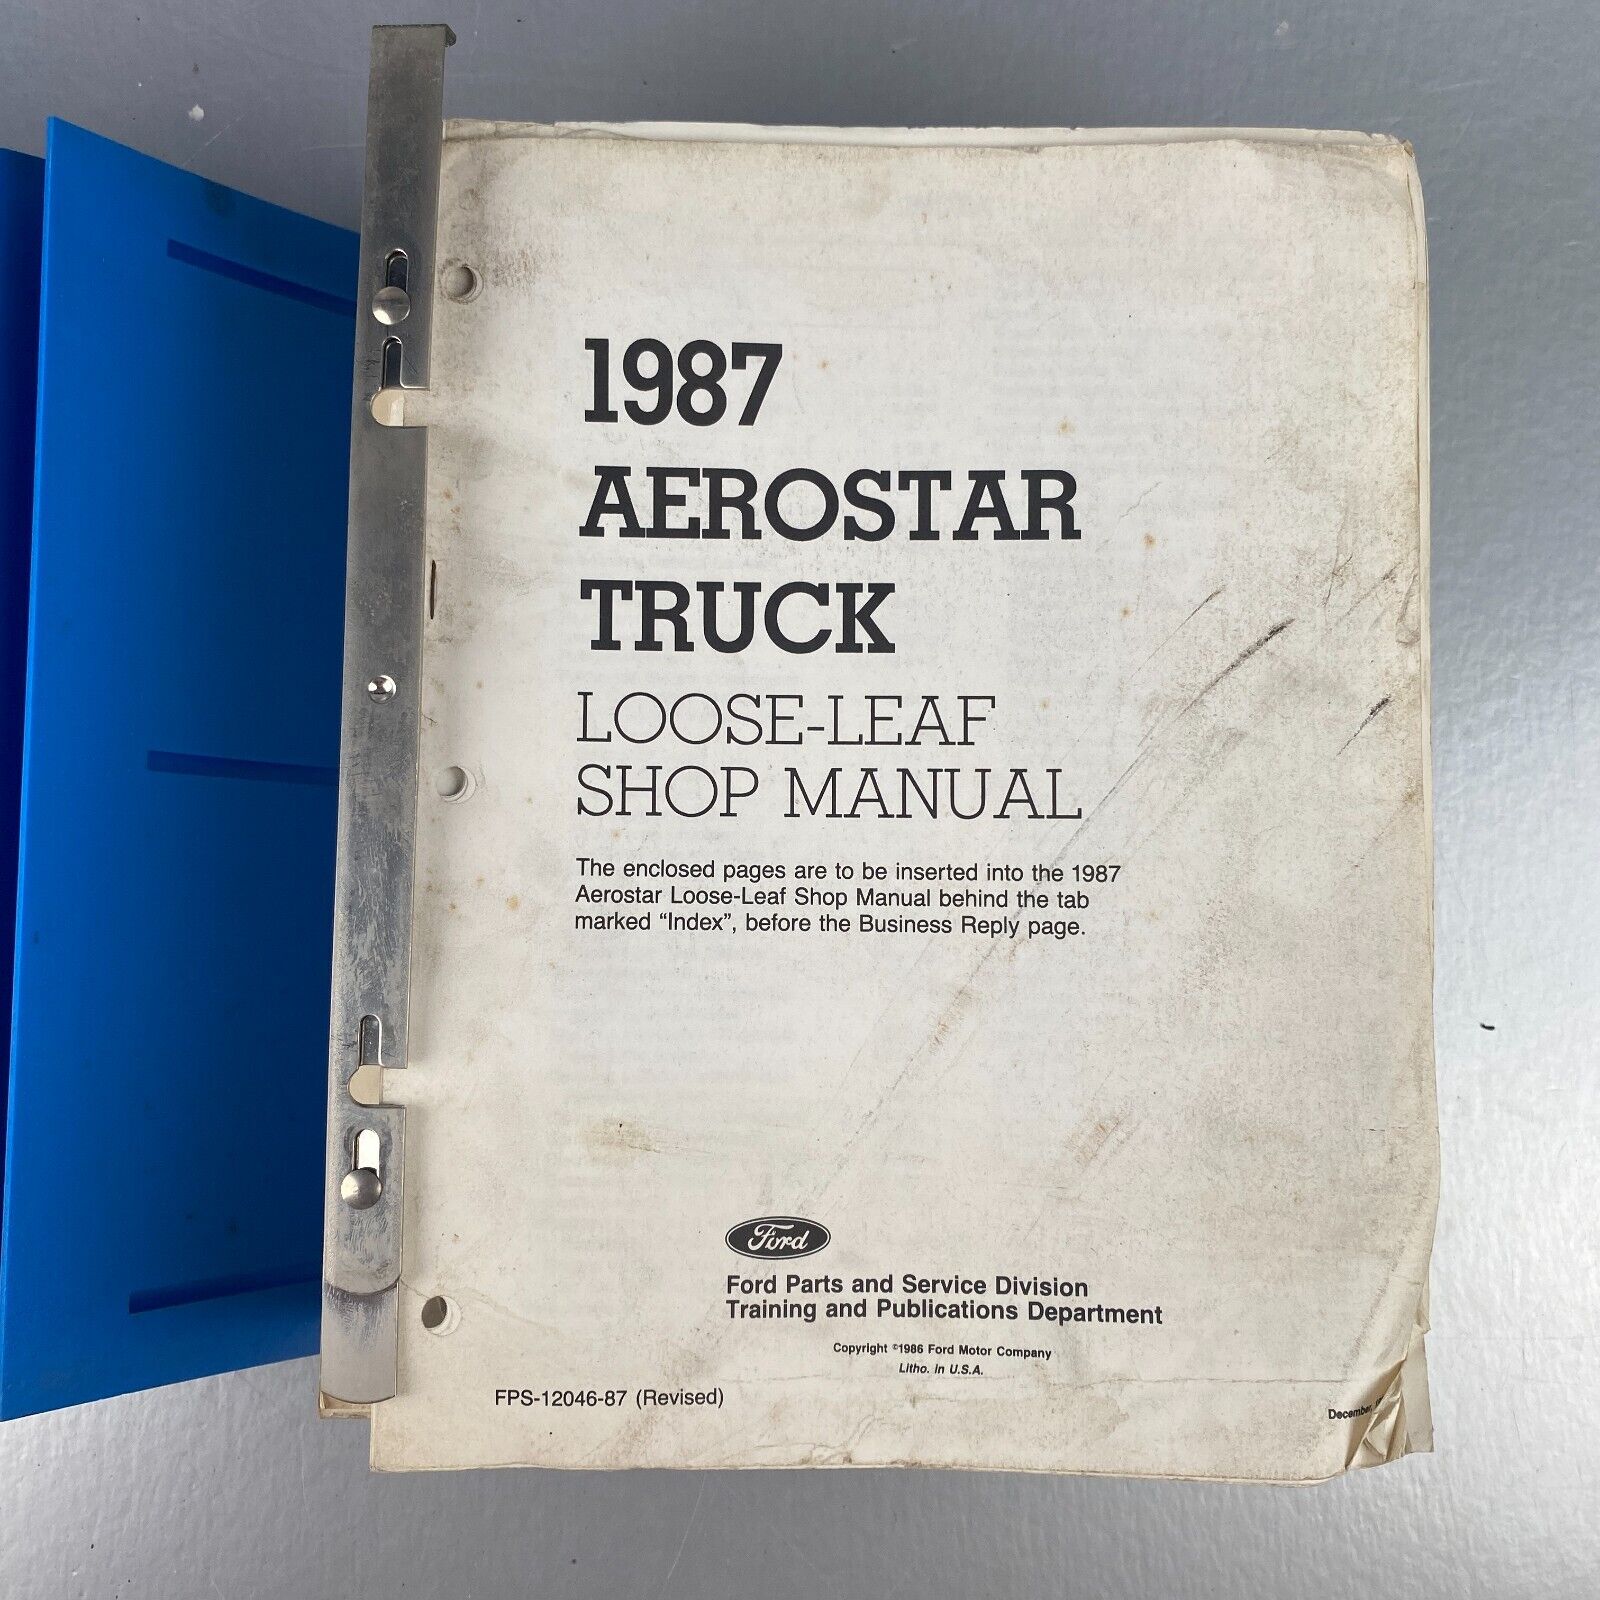 1987
AEROSTAR
TRUCK
LOOSE-LEAF
SHOP MANUAL
The enclosed pages are to be inserted into the 1987
Aerostar Loose-Leaf Shop Manual behind the tab
marked “Index”, before the Business Reply page.
Ford
Ford Parts and Service Division
Training and Publications Department
Copyright ©1986 Ford Motor Company
Litho. in U.S.A.
FPS-12046-87 (Revised)
December,